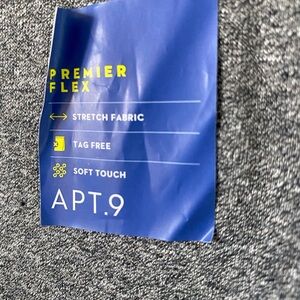 PREMIER
FLEX
STRETCH FABRIC
TAG FREE
SOFT TOUCH
APT.9